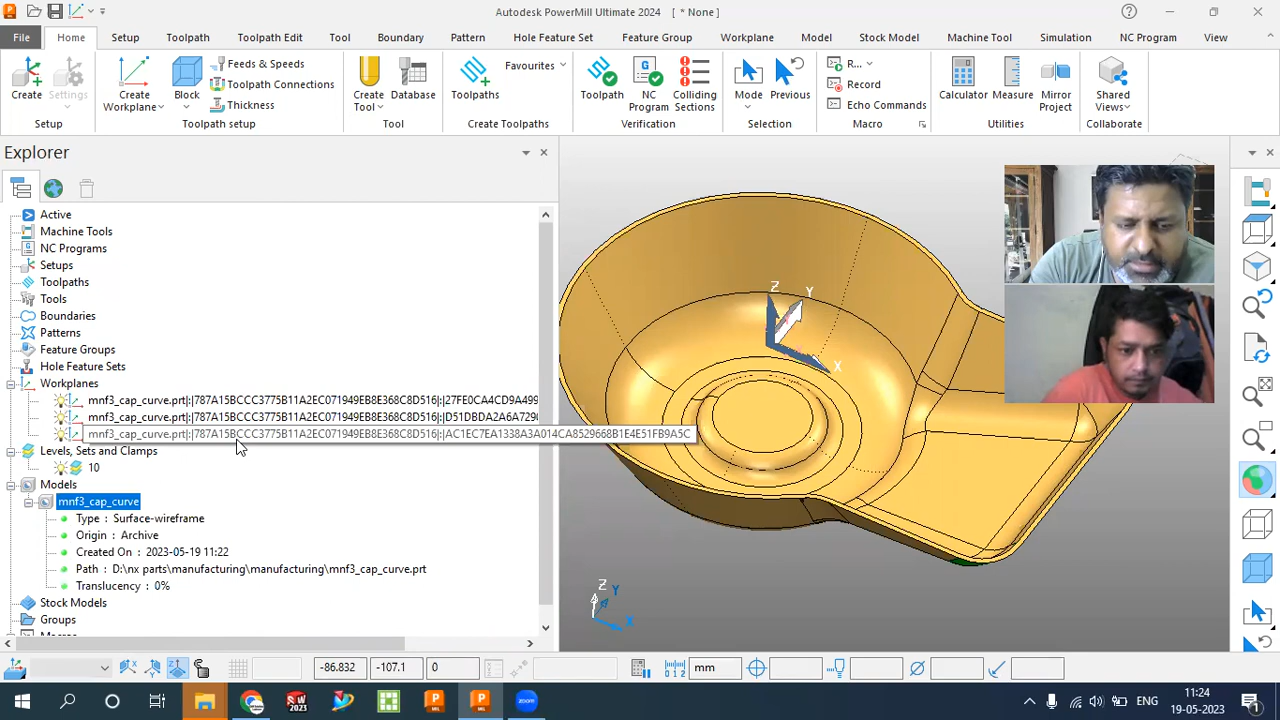 Autodesk PowerMill Ultimate 2024 [ * None ]
File Home Setup Toolpath Toolpath Edit Tool Boundary Pattern Hole Feature Set Feature Group Workplane Model Stock Model Machine Tool Simulation NC Program View
Create
Settings
Setup
Create
Workplane
Block
Feeds & Speeds
Toolpath Connections
Thickness
Toolpath setup
Create
Tool
Database
Tool
Toolpaths
Favourites
Create Toolpaths
Toolpath
NC
Program
Colliding
Sections
Verification
Mode
Previous
Selection
R...
Record
Echo Commands
Macro
Calculator
Measure
Mirror
Project
Utilities
Shared
Views
Collaborate
Explorer
Active
Machine Tools
NC Programs
Setups
Toolpaths
Tools
Boundaries
Patterns
Feature Groups
Hole Feature Sets
Workplanes
mnf3_cap_curve.prt|:|787A15BCCC3775B11A2EC071949EB8E368C8D516|:|27FE0CA4CD9A499
mnf3_cap_curve.prt|:|787A15BCCC3775B11A2EC071949EB8E368C8D516|:|D51DBDA2A6A7290
mnf3_cap_curve.prt|:|787A15BCCC3775B11A2EC071949EB8E368C8D516|:|AC1EC7EA1338A3A014CA8529668B1E4E51FB9A5C
Levels, Sets and Clamps
10
Models
mnf3_cap_curve
Type : Surface-wireframe
Origin : Archive
Created On : 2023-05-19 11:22
Path : D:\nx parts\manufacturing\manufacturing\mnf3_cap_curve.prt
Translucency : 0%
Stock Models
Groups
Z
Y
X
Z
Y
X
-86.832 -107.1 0 mm
ENG
11:24
19-05-2023